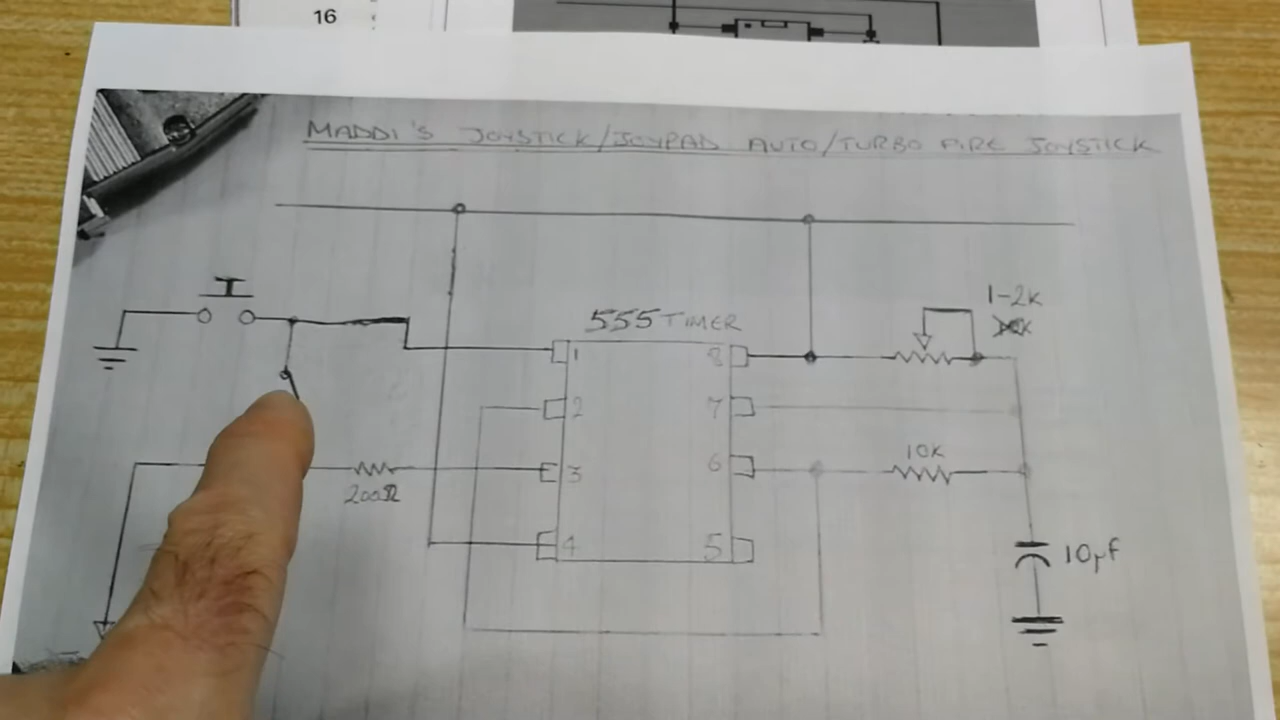 16
MADDI'S JOYSTICK/JOYPAD AUTO/TURBO FIRE JOYSTICK
1-2K
555 TIMER
1 8
2 7
10K
3 6
200Ω
4 5
10µf